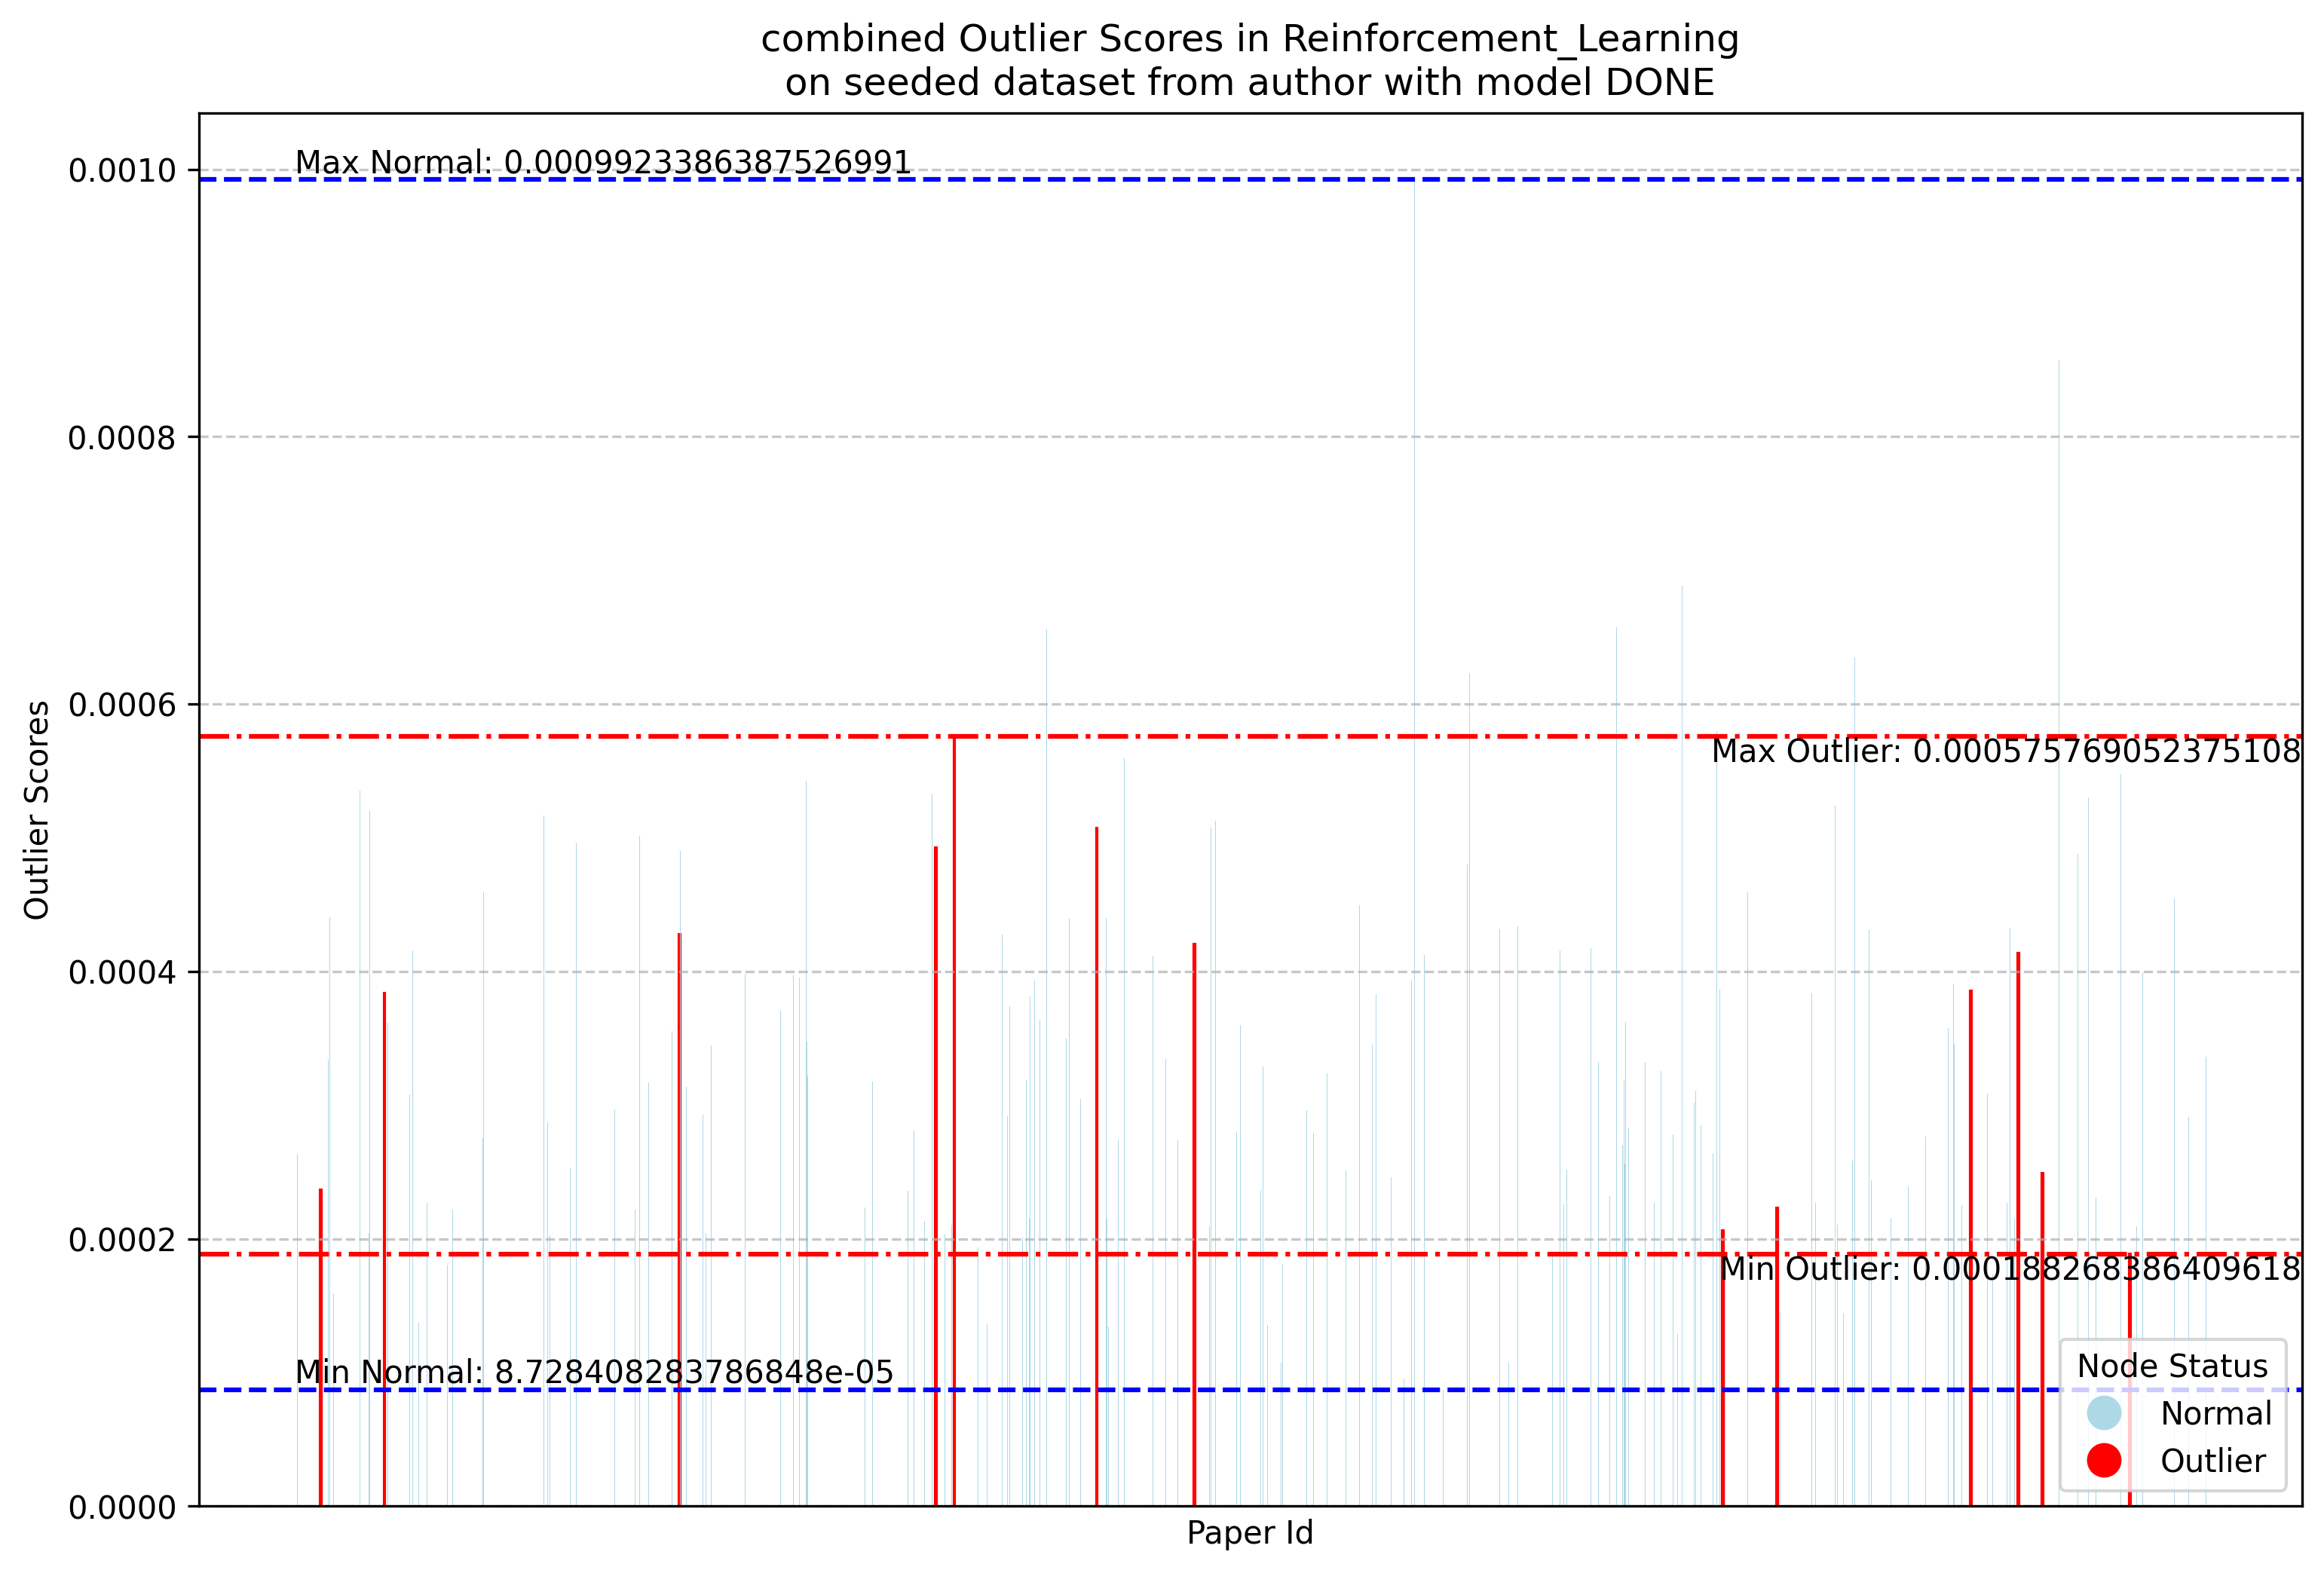 combined Outlier Scores in Reinforcement_Learning
on seeded dataset from author with model DONE
Max Normal: 0.0009923386387526991
0.0010
0.0008
0.0006
Max Outlier: 0.000575769052375108
0.0004
0.0002
Min Outlier: 0.000188268386409618
Min Normal: 8.728408283786848e-05
0.0000
Outlier Scores
Paper Id
Node Status
Normal
Outlier